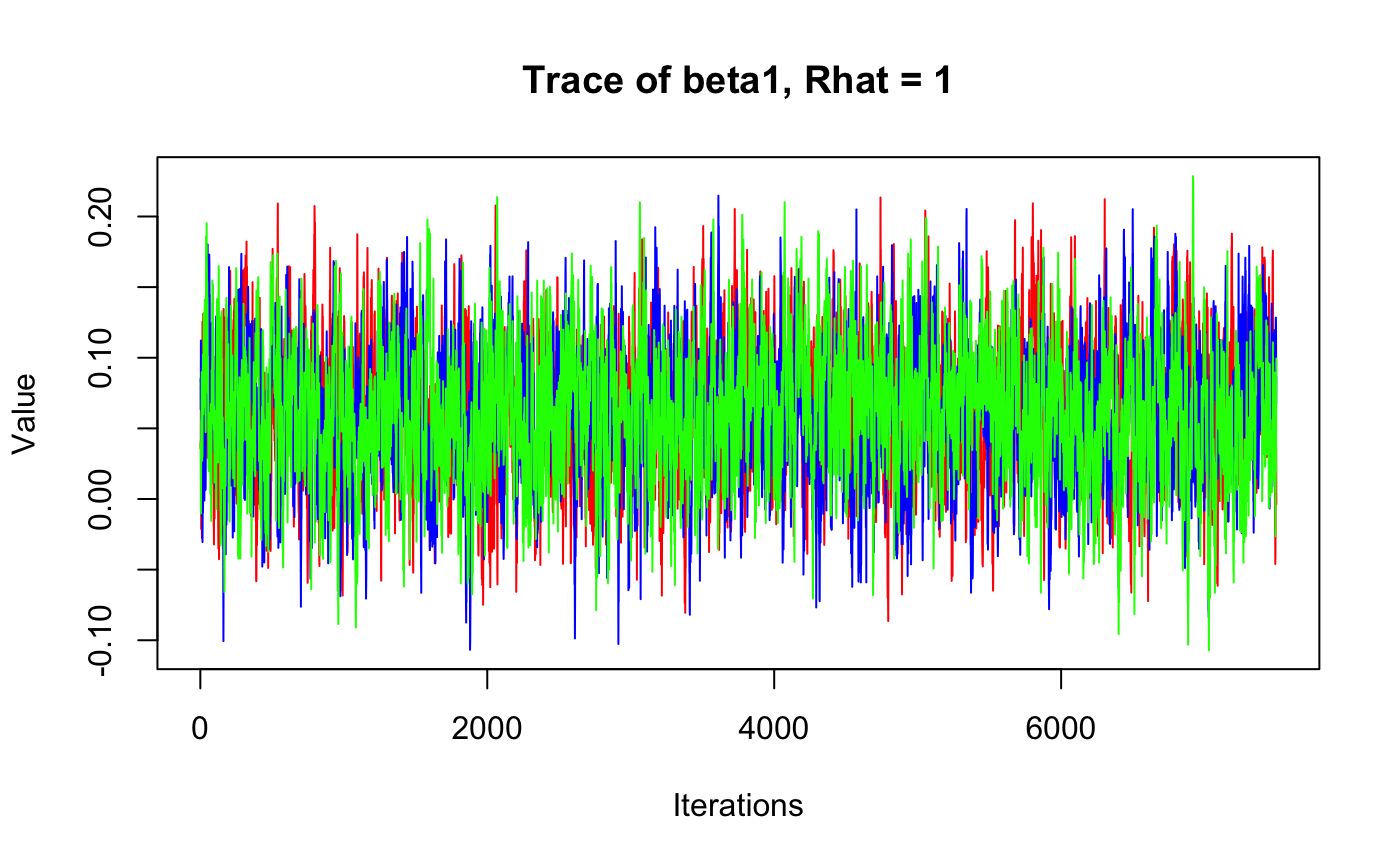 Trace of beta1, Rhat = 1
Value
0.20
0.10
0.00
-0.10
0 2000 4000 6000
Iterations